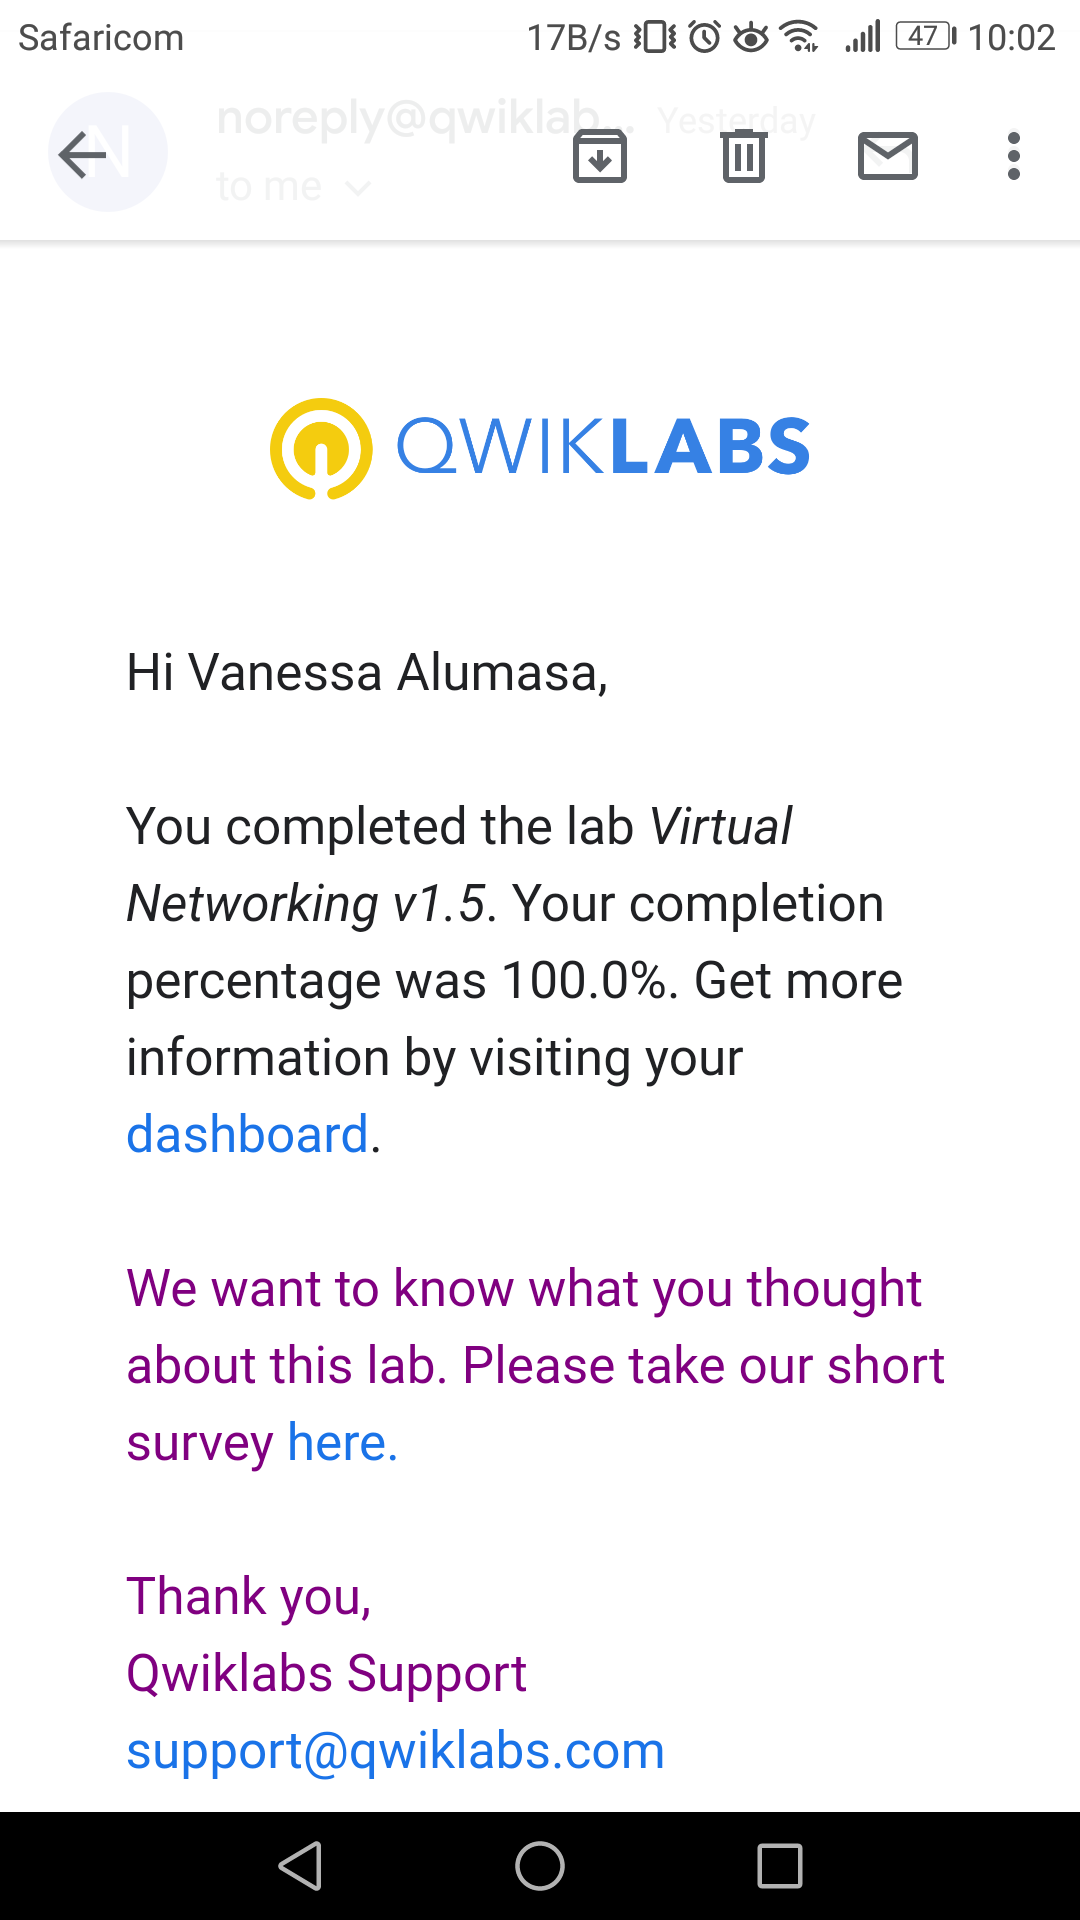 Safaricom 17B/s 47 10:02
noreply@qwiklab... Yesterday
N
to me
QWIKLABS
Hi Vanessa Alumasa,
You completed the lab Virtual
Networking v1.5. Your completion
percentage was 100.0%. Get more
information by visiting your
dashboard.
We want to know what you thought
about this lab. Please take our short
survey here.
Thank you,
Qwiklabs Support
support@qwiklabs.com